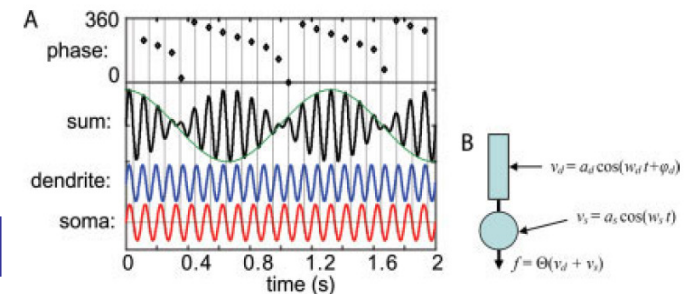 A
360
phase:
0
sum:
dendrite:
soma:
0 0.4 0.8 1.2 1.6 2
time (s)
B
v_d = a_d cos(w_d t+φ_d)
v_s = a_s cos(w_s t)
f = Θ(v_d + v_s)